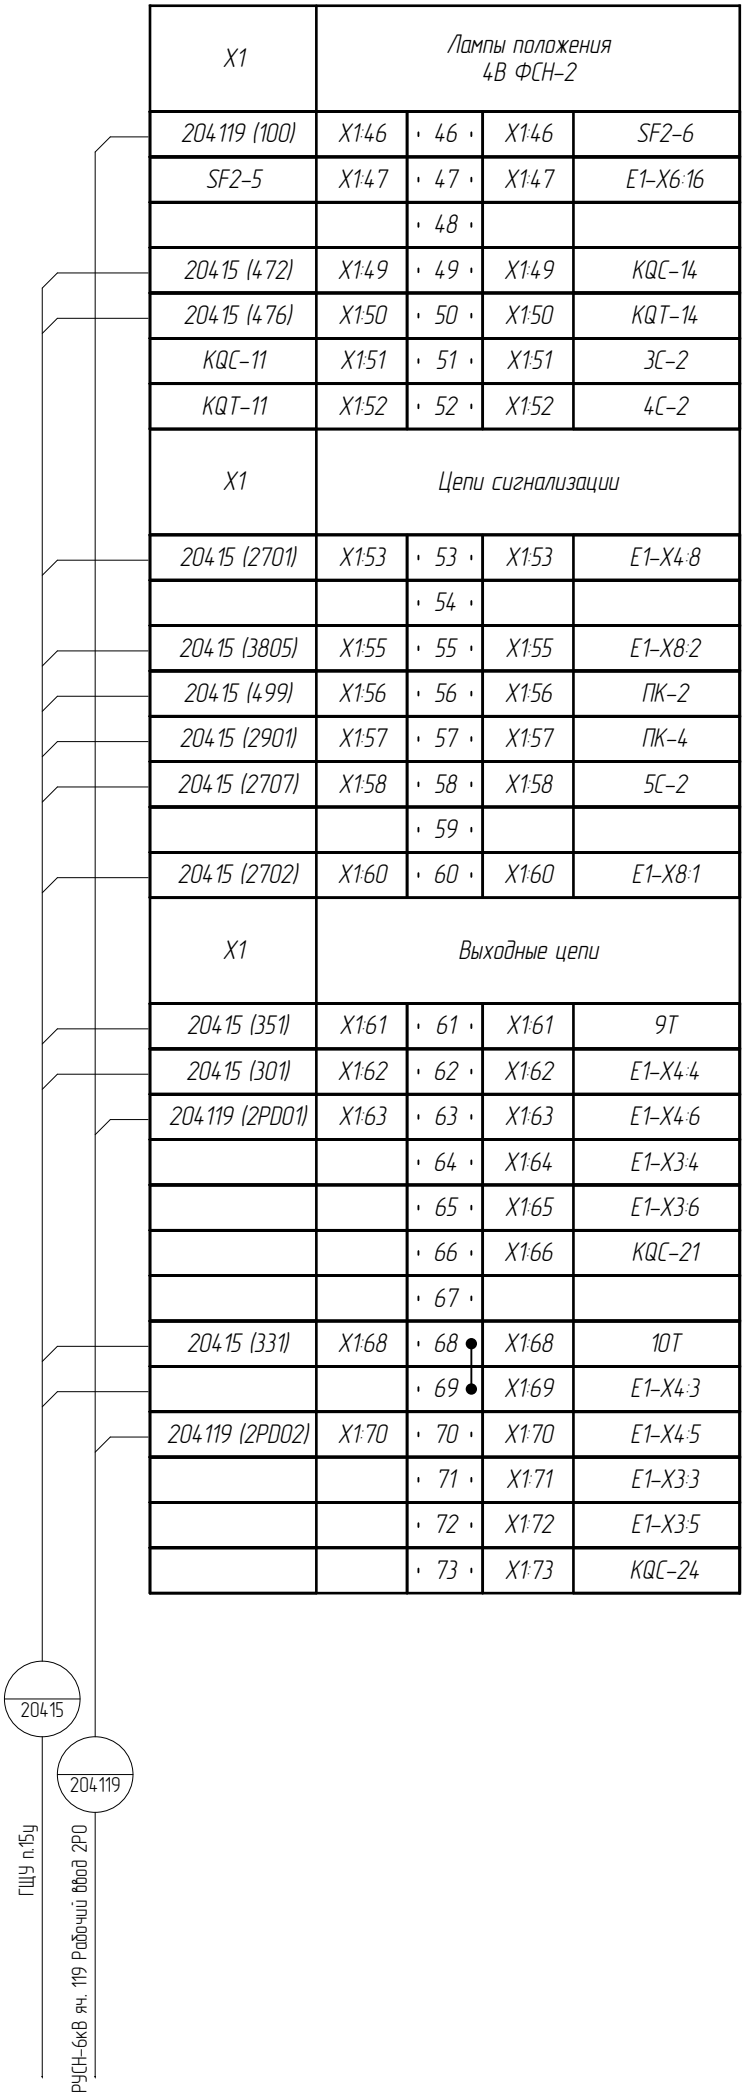 X1 Лампы положения
4В ФСН-2
204119 (100) X1:46 46 X1:46 SF2-6
SF2-5 X1:47 47 X1:47 E1-X6:16
48
20415 (472) X1:49 49 X1:49 KQC-14
20415 (476) X1:50 50 X1:50 KQT-14
KQC-11 X1:51 51 X1:51 3С-2
KQT-11 X1:52 52 X1:52 4С-2
X1 Цепи сигнализации
20415 (2701) X1:53 53 X1:53 E1-X4:8
54
20415 (3805) X1:55 55 X1:55 E1-X8:2
20415 (499) X1:56 56 X1:56 ПК-2
20415 (2901) X1:57 57 X1:57 ПК-4
20415 (2707) X1:58 58 X1:58 5С-2
59
20415 (2702) X1:60 60 X1:60 E1-X8:1
X1 Выходные цепи
20415 (351) X1:61 61 X1:61 9Т
20415 (301) X1:62 62 X1:62 E1-X4:4
204119 (2PD01) X1:63 63 X1:63 E1-X4:6
64 X1:64 E1-X3:4
65 X1:65 E1-X3:6
66 X1:66 KQC-21
67
20415 (331) X1:68 68 X1:68 10Т
69 X1:69 E1-X4:3
204119 (2PD02) X1:70 70 X1:70 E1-X4:5
71 X1:71 E1-X3:3
72 X1:72 E1-X3:5
73 X1:73 KQC-24
20415
204119
ГЩУ п.15у
РУСН-6кВ яч. 119 Рабочий ввод 2РО